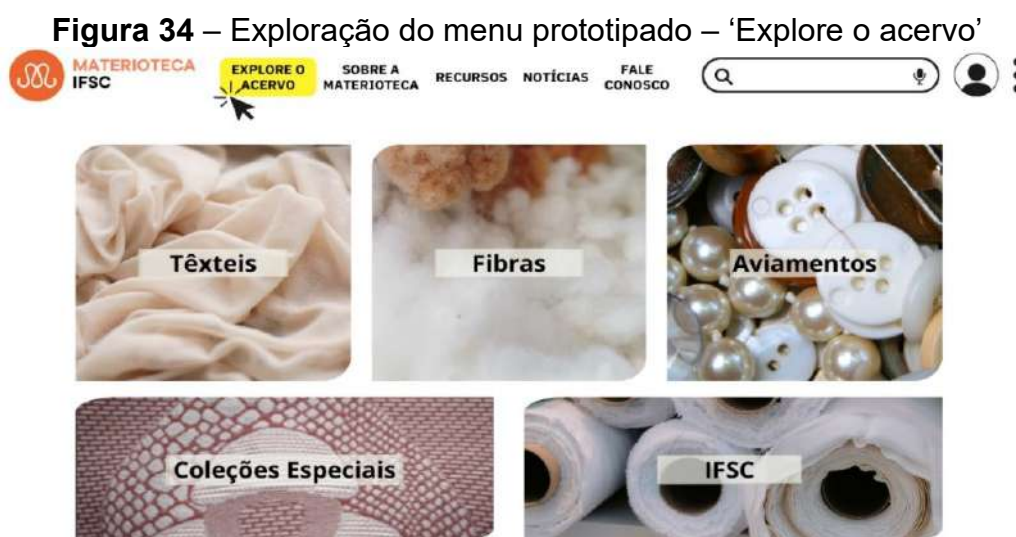 Figura 34 – Exploração do menu prototipado – ‘Explore o acervo’
MATERIOTECA
IFSC
EXPLORE O
ACERVO
SOBRE A
MATERIOTECA
RECURSOS
NOTÍCIAS
FALE
CONOSCO
Têxteis
Fibras
Aviamentos
Coleções Especiais
IFSC